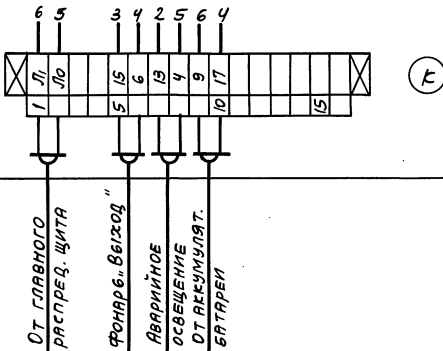 6 5 3 4 2 5 6 4
Л1 Л0 15 6 13 4 9 17
К
1 5 10 15
От главного
распред. щита
Фонарь „Выход"
Аварийное
освещение
От аккумулят.
батареи